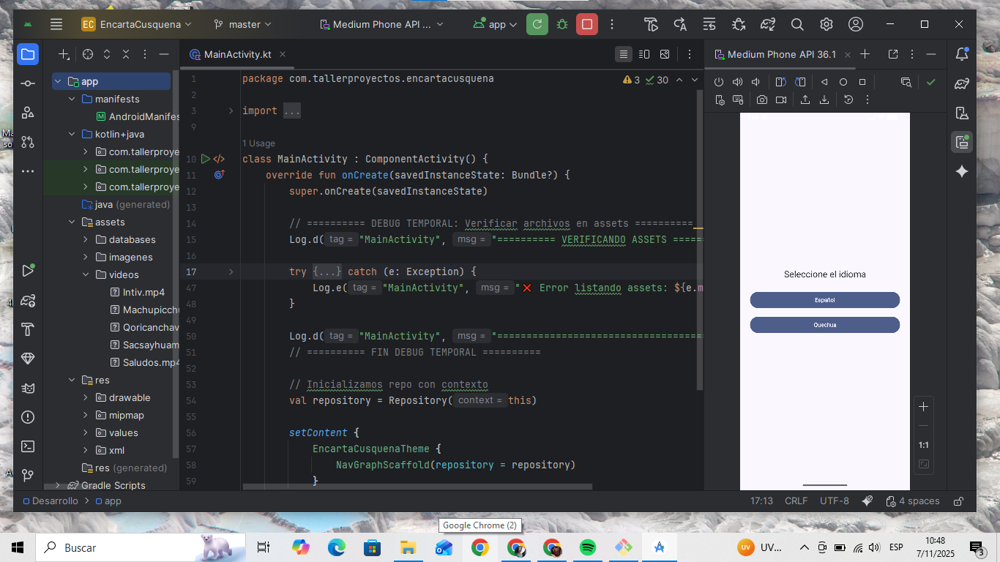 EC EncartaCusquena
master
Medium Phone API ...
app
MainActivity.kt
Medium Phone API 36.1
app
manifests
AndroidManifes
kotlin+java
com.tallerproye
com.tallerproye
com.tallerproye
java (generated)
assets
databases
imagenes
videos
Intiv.mp4
Machupicchu
Qoricanchav
Sacsayhuam
Saludos.mp4
res
drawable
mipmap
values
xml
res (generated)
Gradle Scripts
3 30
1 package com.tallerproyectos.encartacusquena
2
3 import ...
9
1 Usage
10 class MainActivity : ComponentActivity() {
11 override fun onCreate(savedInstanceState: Bundle?) {
12 super.onCreate(savedInstanceState)
13
14 // ========== DEBUG TEMPORAL: Verificar archivos en assets ==========
15 Log.d( tag = "MainActivity", msg = "========== VERIFICANDO ASSETS =====
16
17 try {...} catch (e: Exception) {
47 Log.e( tag = "MainActivity", msg = "❌ Error listando assets: ${e.m
48 }
49
50 Log.d( tag = "MainActivity", msg = "===================================
51 // ========== FIN DEBUG TEMPORAL ==========
52
53 // Inicializamos repo con contexto
54 val repository = Repository( context = this)
55
56 setContent {
57 EncartaCusquenaTheme {
58 NavGraphScaffold(repository = repository)
59 }
Seleccione el idioma
Español
Quechua
1:1
Desarrollo > app
17:13 CRLF UTF-8 4 spaces
Google Chrome (2)
Buscar
UV UV...
ESP
10:48
7/11/2025
3